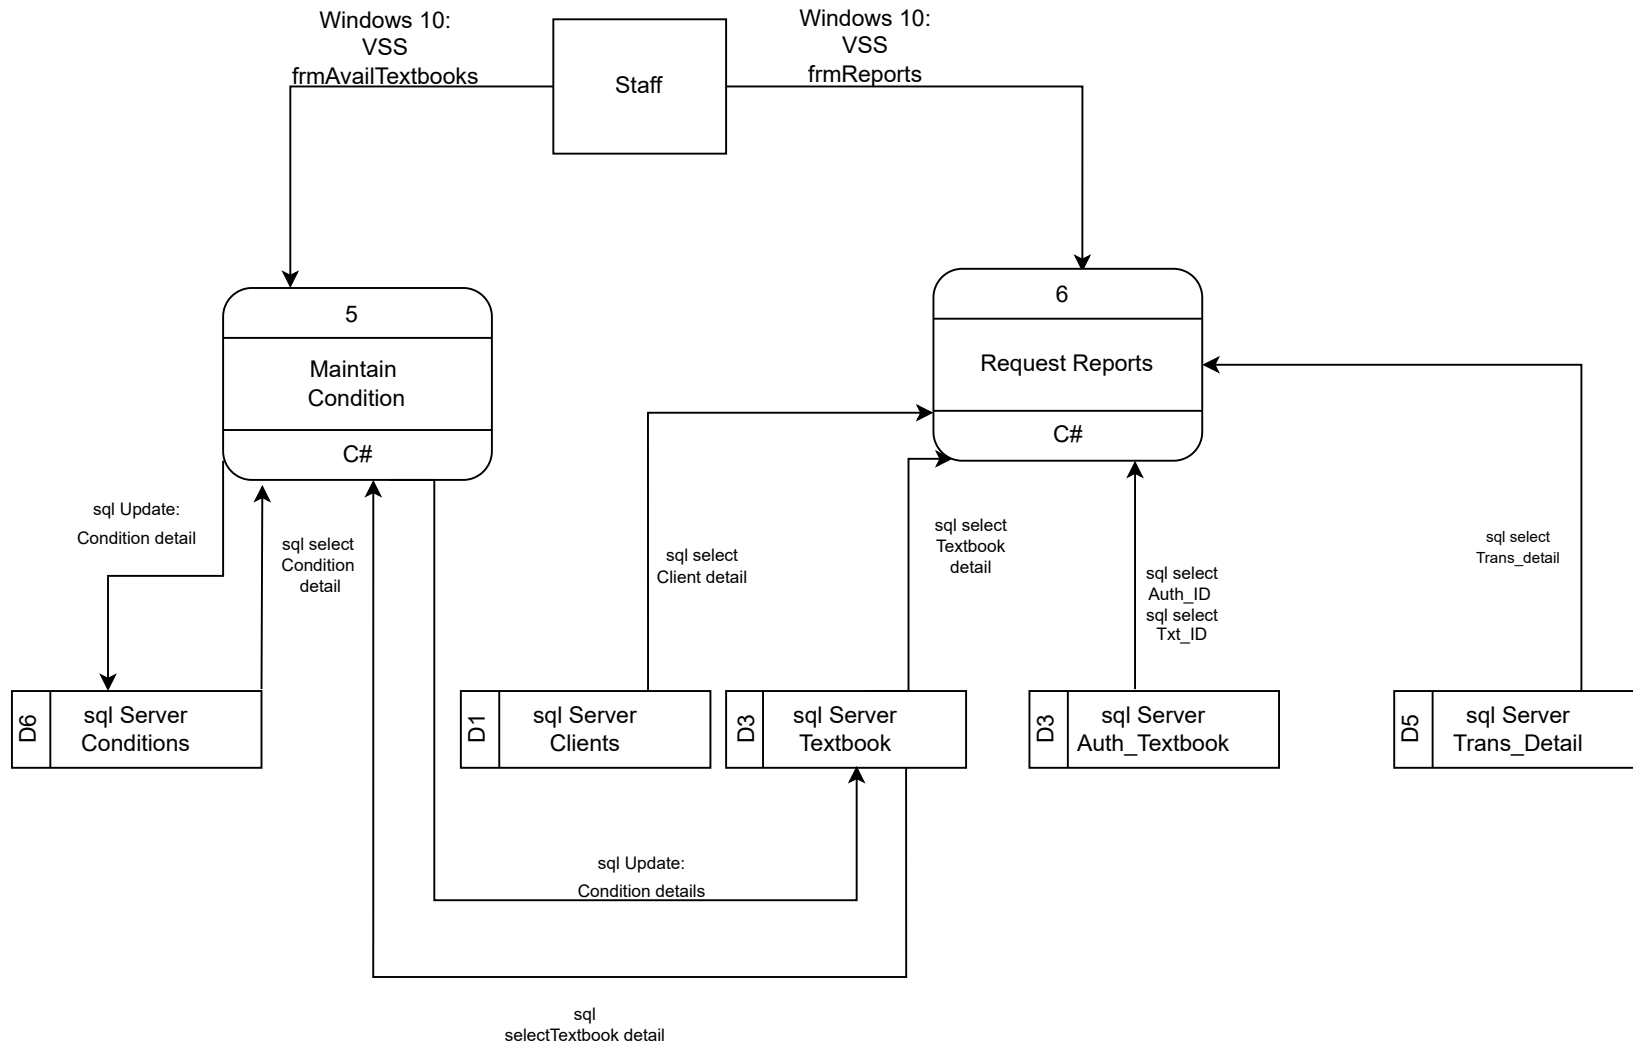 Windows 10:
VSS
frmAvailTextbooks
Staff
Windows 10:
VSS
frmReports
5
Maintain
Condition
C#
6
Request Reports
C#
sql Update:
Condition detail
sql select
Condition
detail
sql select
Client detail
sql select
Textbook
detail
sql select
Auth_ID
sql select
Txt_ID
sql select
Trans_detail
D6
sql Server
Conditions
D1
sql Server
Clients
D3
sql Server
Textbook
D3
sql Server
Auth_Textbook
D5
sql Server
Trans_Detail
sql Update:
Condition details
sql
selectTextbook detail